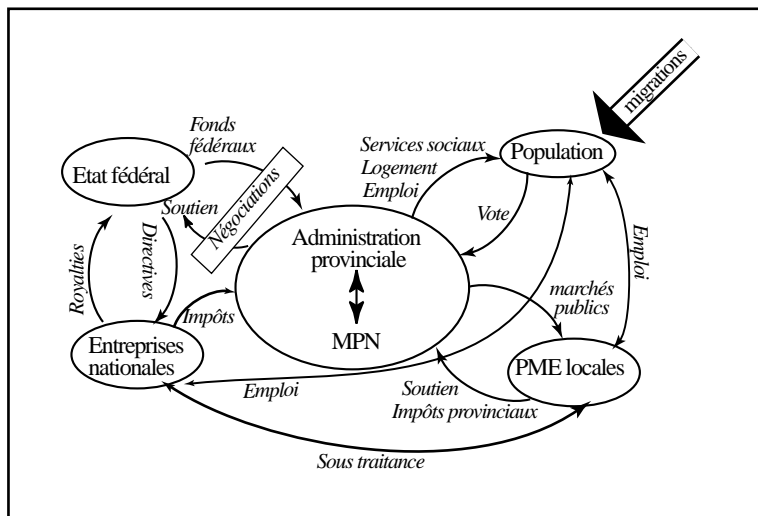 migrations
Fonds
fédéraux
Services sociaux
Logement
Emploi
Population
Etat fédéral
Négociations
Soutien
Vote
Administration
provinciale
Royalties
Directives
Emploi
Impôts
marchés
publics
MPN
Entreprises
nationales
PME locales
Emploi
Soutien
Impôts provinciaux
Sous traitance